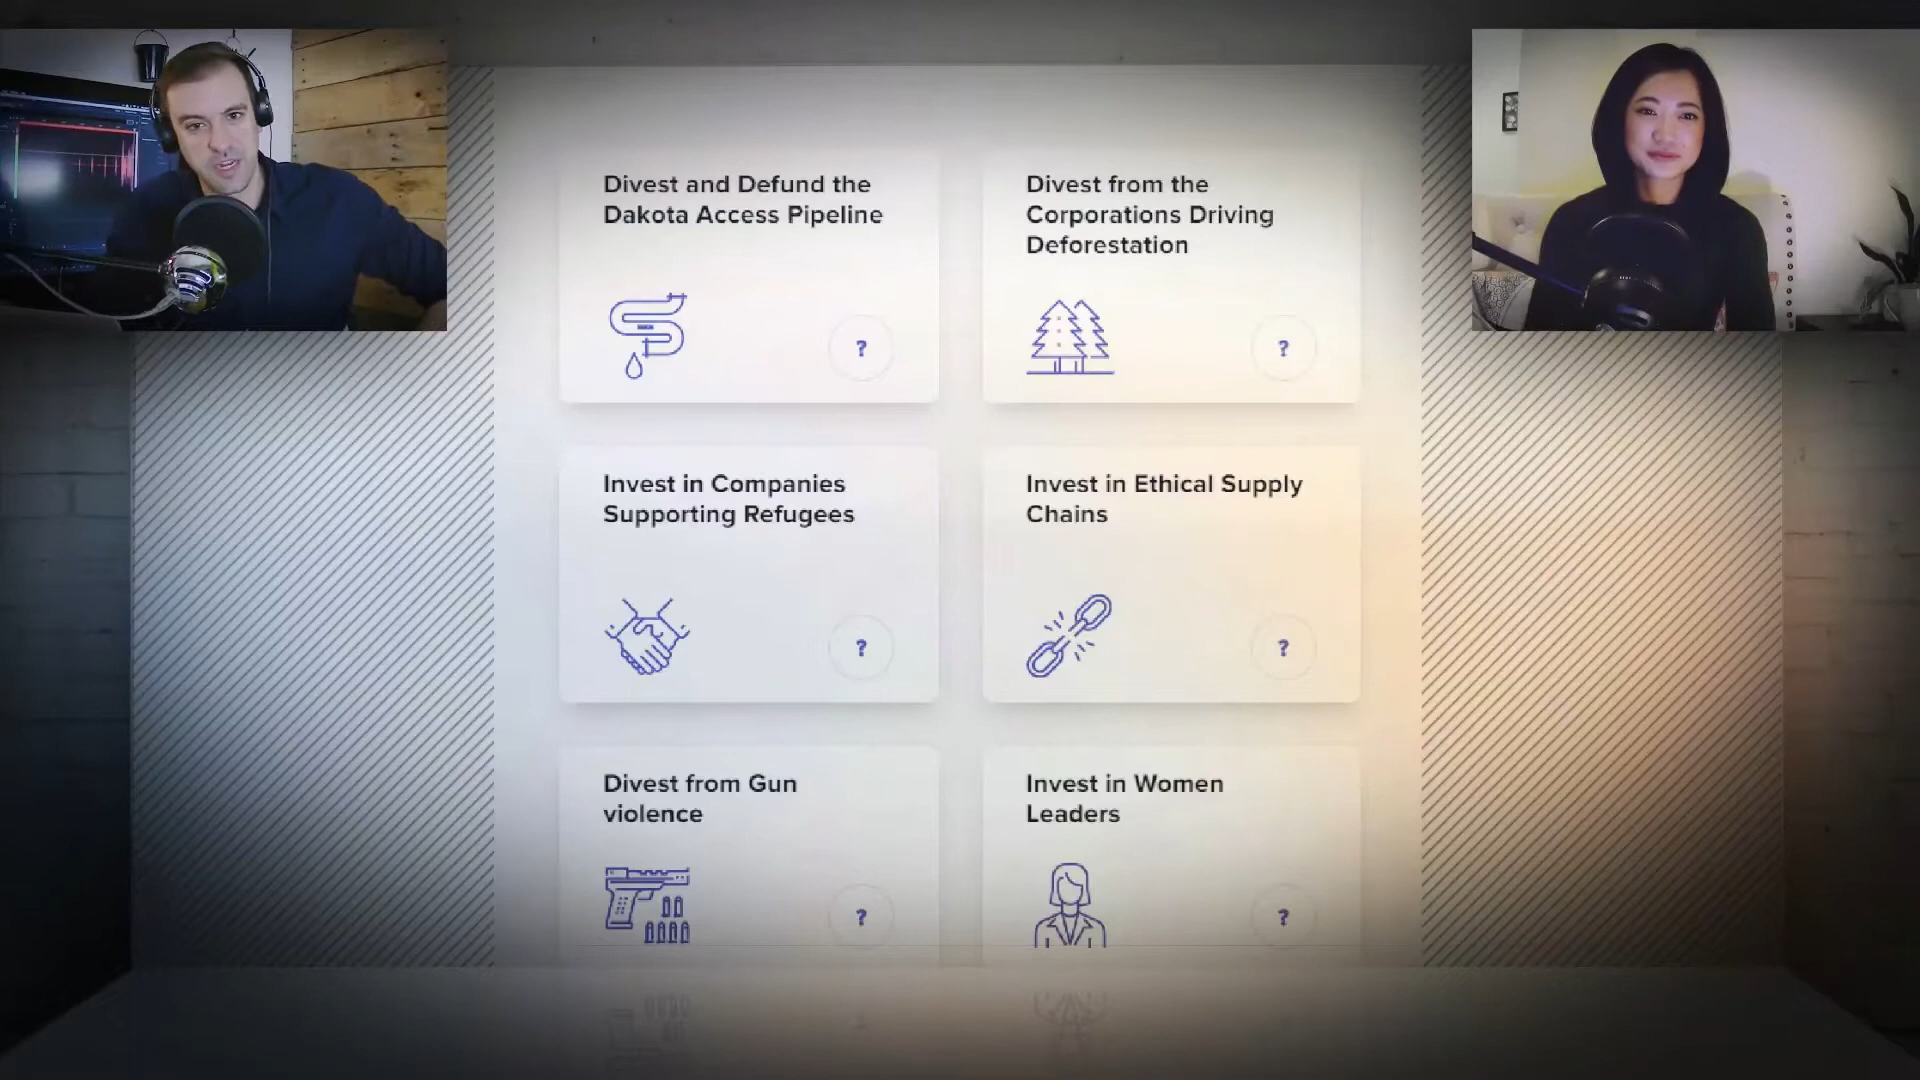 Divest and Defund the
Dakota Access Pipeline
?
Divest from the
Corporations Driving
Deforestation
?
Invest in Companies
Supporting Refugees
?
Invest in Ethical Supply
Chains
?
Divest from Gun
violence
?
Invest in Women
Leaders
?